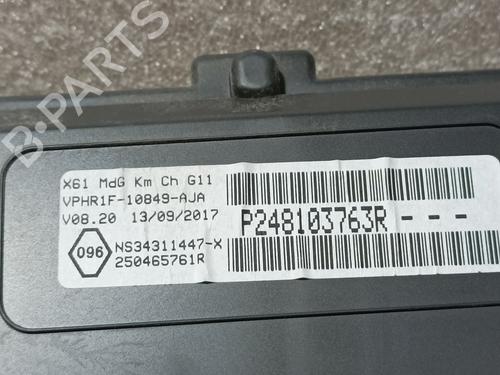 B-PARTS
X61 MdG Km Ch G11
VPHR1F-10849-AJA
V08.20 13/09/2017
P248103763R - - -
096
NS34311447-X
250465761R